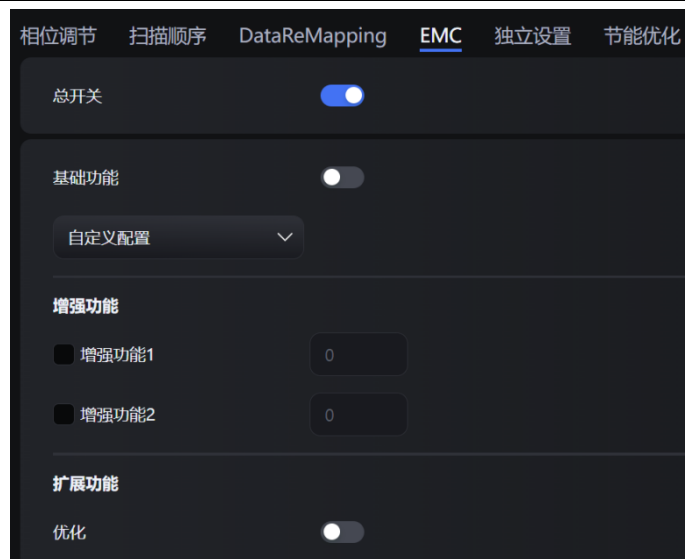 相位调节 扫描顺序 DataReMapping EMC 独立设置 节能优化
总开关
基础功能
自定义配置
增强功能
增强功能1 0
增强功能2 0
扩展功能
优化